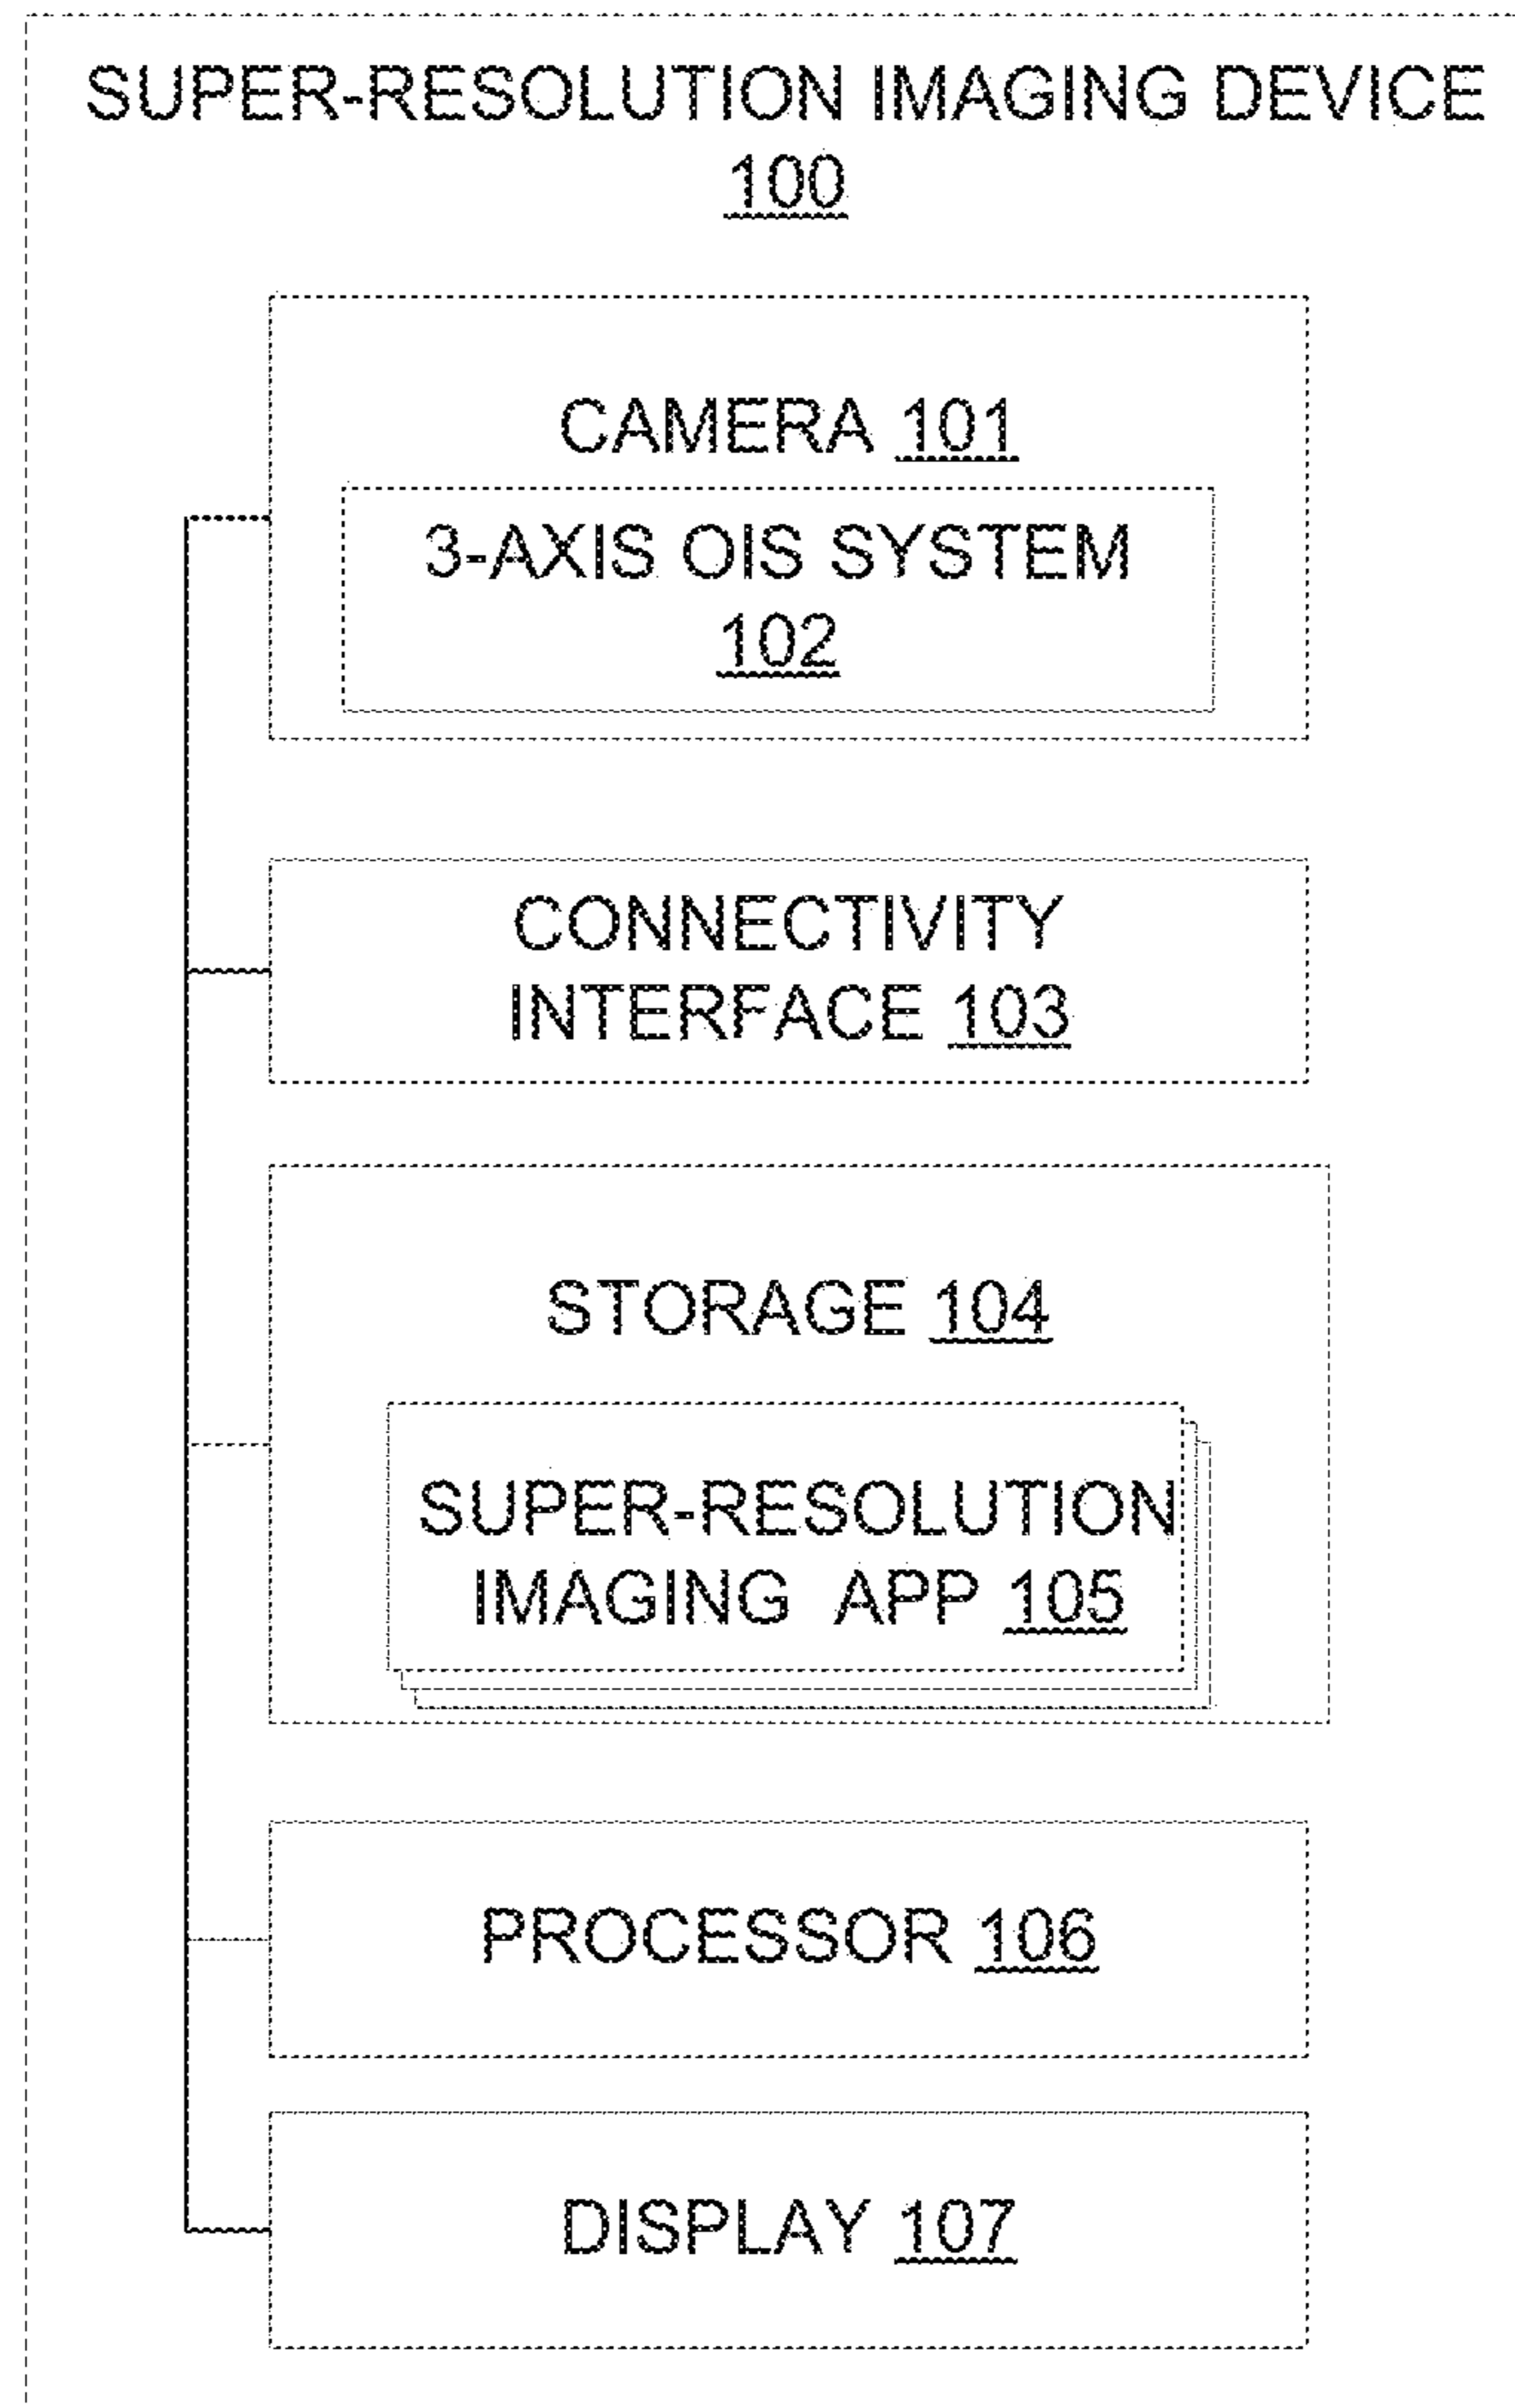 SUPER-RESOLUTION IMAGING DEVICE
100
CAMERA 101
3-AXIS OIS SYSTEM
102
CONNECTIVITY
INTERFACE 103
STORAGE 104
SUPER-RESOLUTION
IMAGING APP 105
PROCESSOR 106
DISPLAY 107